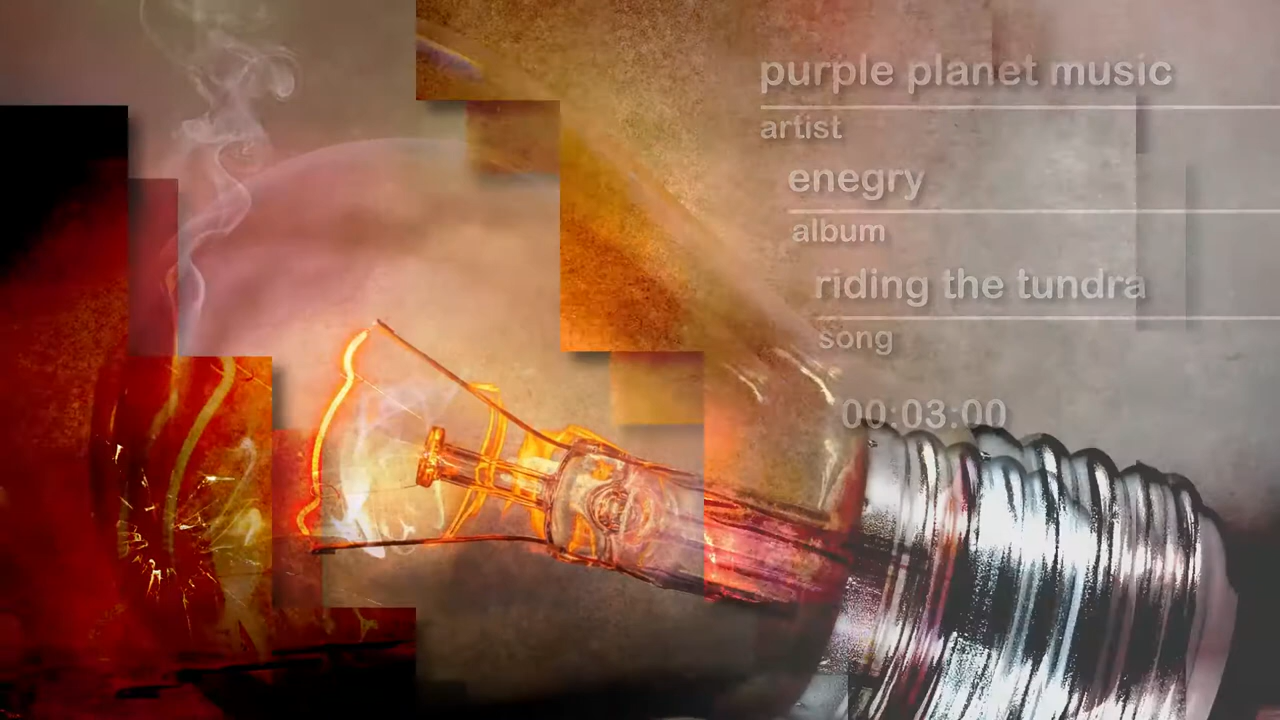 purple planet music
artist
enegry
album
riding the tundra
song
00:03:00